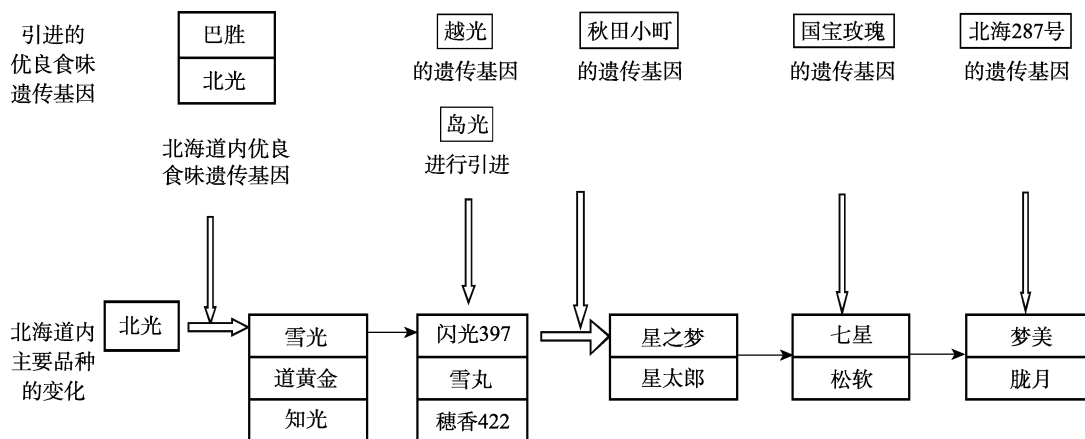 引进的
优良食味
遗传基因
巴胜
北光
北海道内优良
食味遗传基因
越光
的遗传基因
岛光
进行引进
秋田小町
的遗传基因
国宝玫瑰
的遗传基因
北海287号
的遗传基因
北海道内
主要品种
的变化
北光
雪光
道黄金
知光
闪光397
雪丸
穗香422
星之梦
星太郎
七星
松软
梦美
胧月